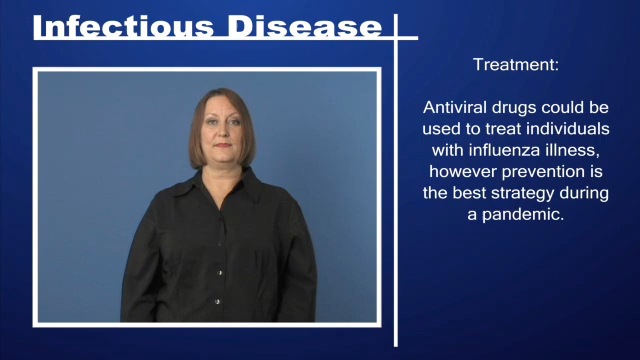 Infectious Disease
Treatment:
Antiviral drugs could be
used to treat individuals
with influenza illness,
however prevention is
the best strategy during
a pandemic.